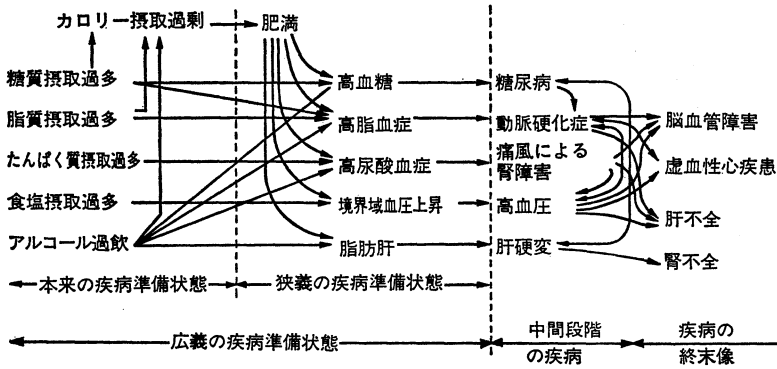 カロリー摂取過剰
肥満
糖質摂取過多
高血糖
糖尿病
脂質摂取過多
高脂血症
動脈硬化症
脳血管障害
たんぱく質摂取過多
高尿酸血症
痛風による
腎障害
虚血性心疾患
食塩摂取過多
境界域血圧上昇
高血圧
肝不全
アルコール過飲
脂肪肝
肝硬変
腎不全
本来の疾病準備状態
狭義の疾病準備状態
広義の疾病準備状態
中間段階
の疾病
疾病の
終末像